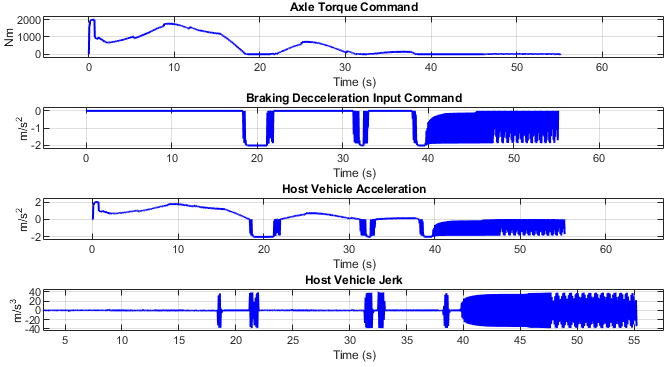 Axle Torque Command
2000
1000
0
Nm
0 10 20 30 40 50 60
Time (s)
Braking Decceleration Input Command
0
-1
-2
m/s2
0 10 20 30 40 50 60
Time (s)
Host Vehicle Acceleration
2
0
-2
m/s2
0 10 20 30 40 50 60
Time (s)
Host Vehicle Jerk
40
20
0
-20
-40
m/s3
5 10 15 20 25 30 35 40 45 50 55
Time (s)